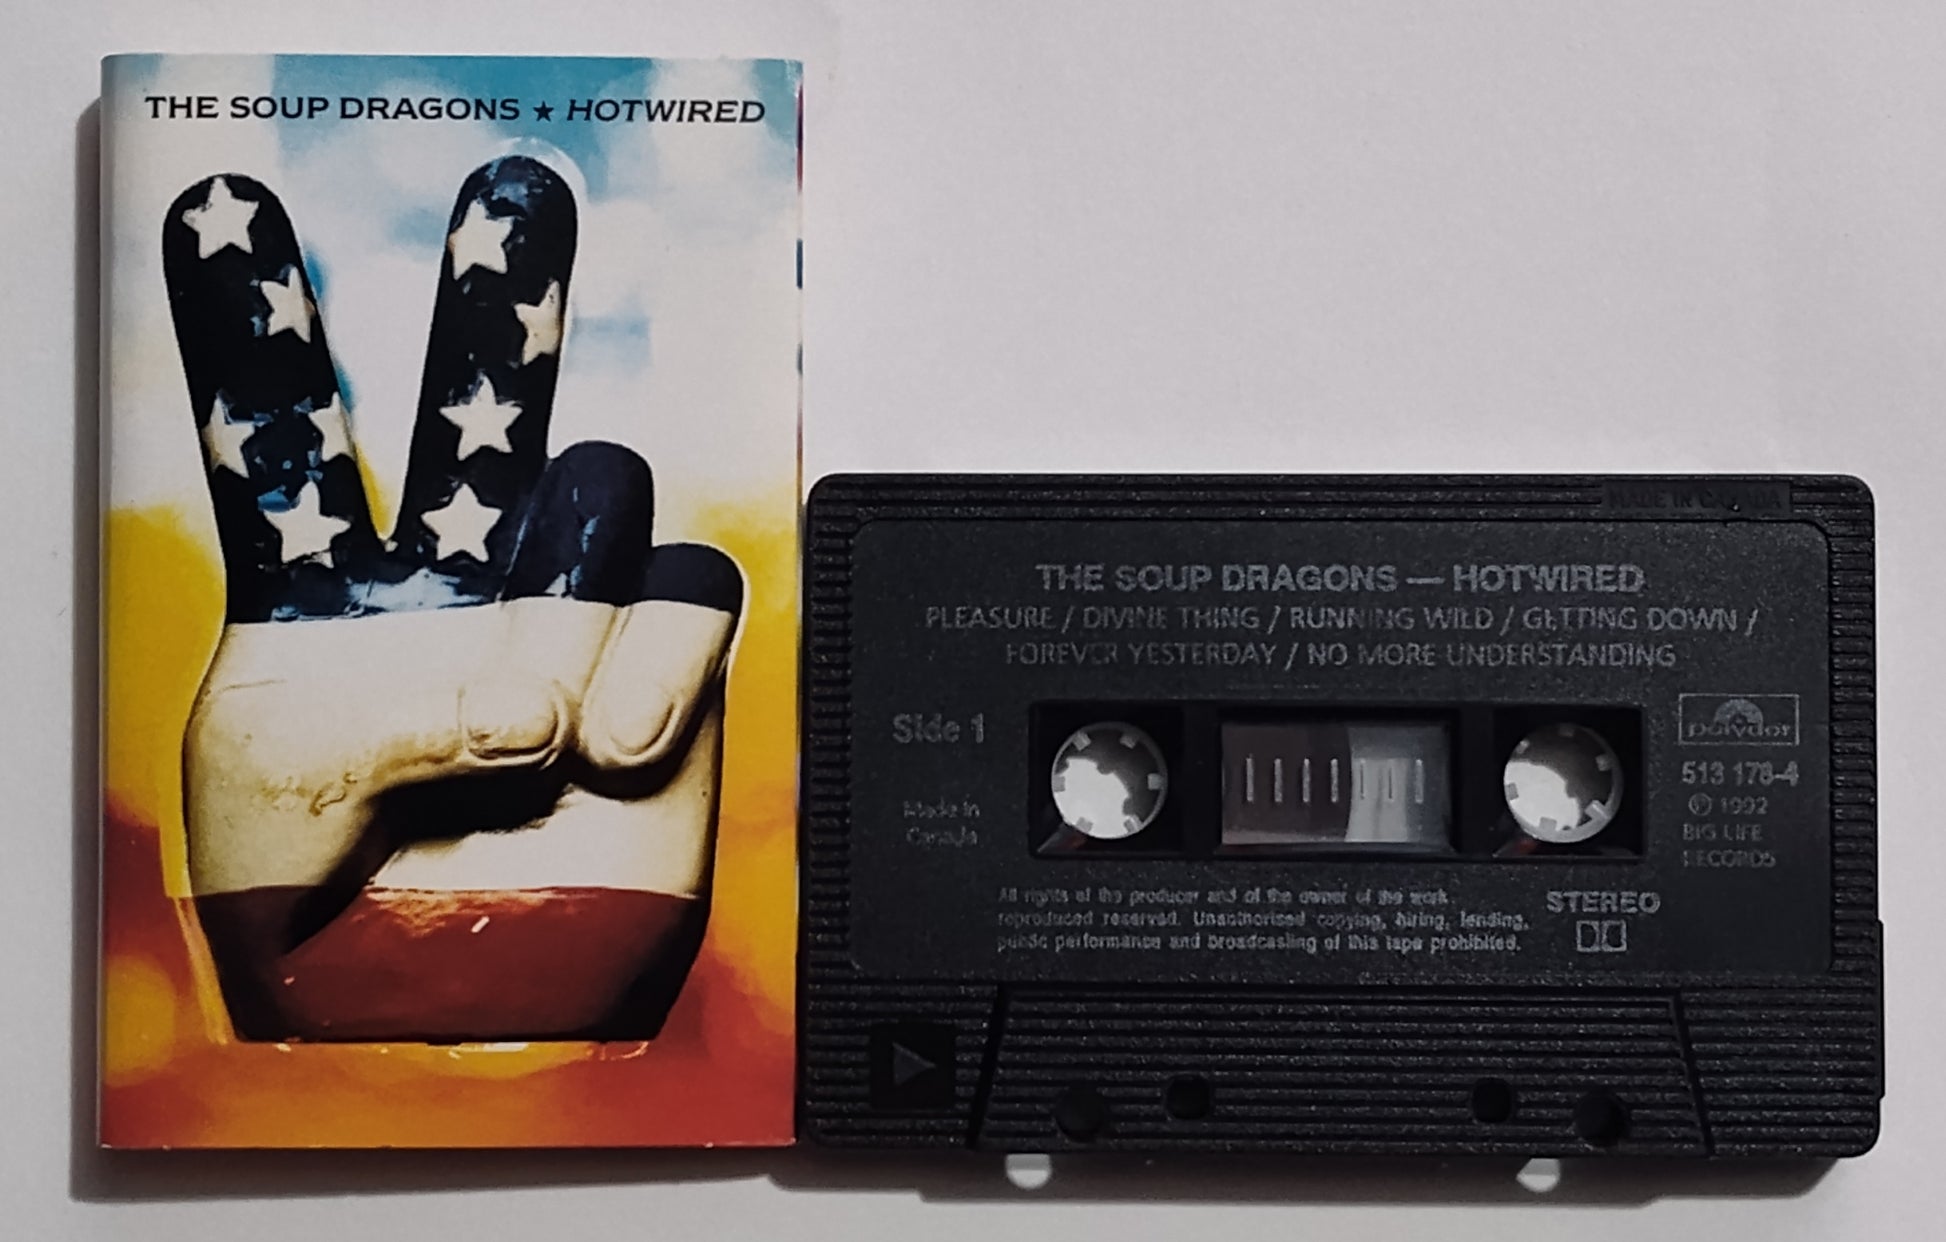 THE SOUP DRAGONS ★ HOTWIRED
MADE IN CANADA
THE SOUP DRAGONS — HOTWIRED
PLEASURE / DIVINE THING / RUNNING WILD / GETTING DOWN /
FOREVER YESTERDAY / NO MORE UNDERSTANDING
Side 1
polydor
513 178-4
Ⓟ 1992
BIG LIFE
RECORDS
Made in
Canada
All rights of the producer and of the owner of the work
reproduced reserved. Unauthorised copying, hiring, lending,
public performance and broadcasting of this tape prohibited.
STEREO